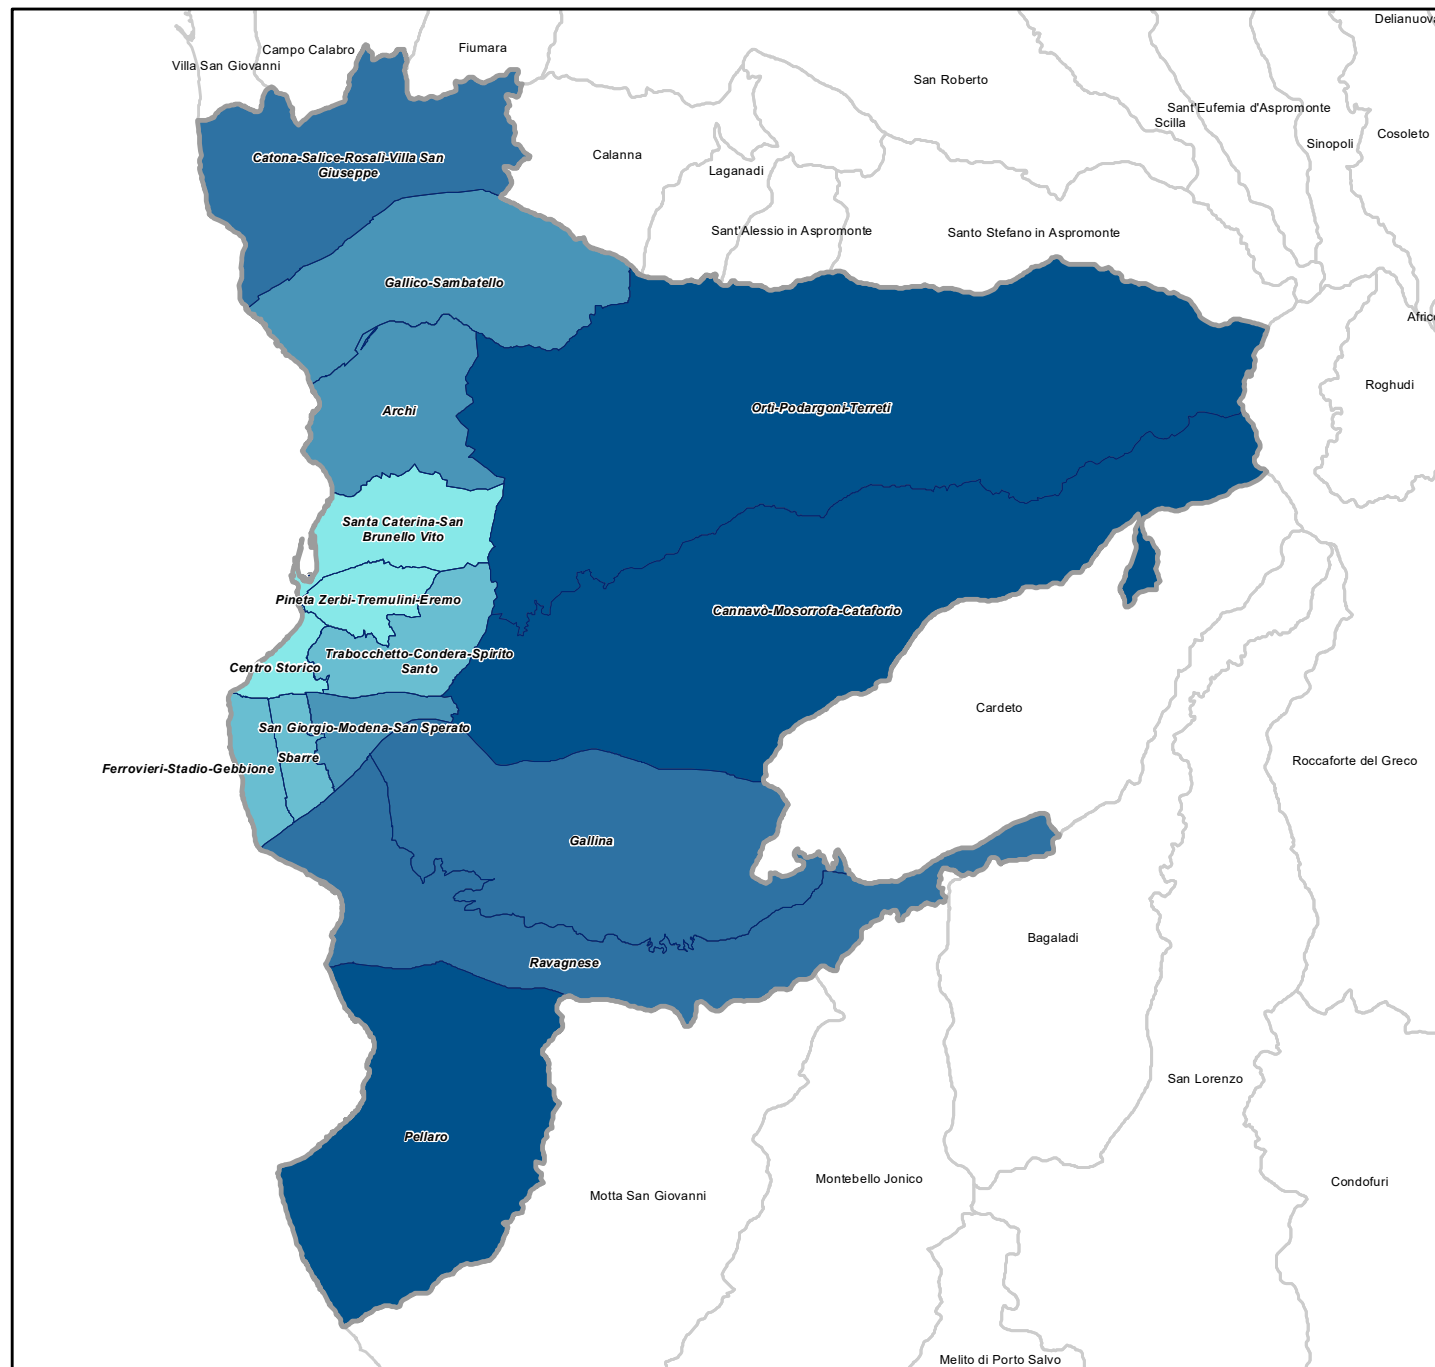 Delianuova
Campo Calabro
Fiumara
Villa San Giovanni
San Roberto
Sant'Eufemia d'Aspromonte
Scilla
Cosoleto
Sinopoli
Catona-Salice-Rosali-Villa San
Giuseppe
Calanna
Laganadi
Sant'Alessio in Aspromonte
Santo Stefano in Aspromonte
Gallico-Sambatello
Africo
Roghudi
Archi
Orti-Podargoni-Terreti
Santa Caterina-San
Brunello Vito
Pineta Zerbi-Tremulini-Eremo
Cannavò-Mosorrofa-Cataforio
Trabocchetto-Condera-Spirito
Santo
Centro Storico
Cardeto
San Giorgio-Modena-San Sperato
Sbarre
Ferrovieri-Stadio-Gebbione
Roccaforte del Greco
Gallina
Bagaladi
Ravagnese
San Lorenzo
Pellaro
Montebello Jonico
Condofuri
Motta San Giovanni
Melito di Porto Salvo